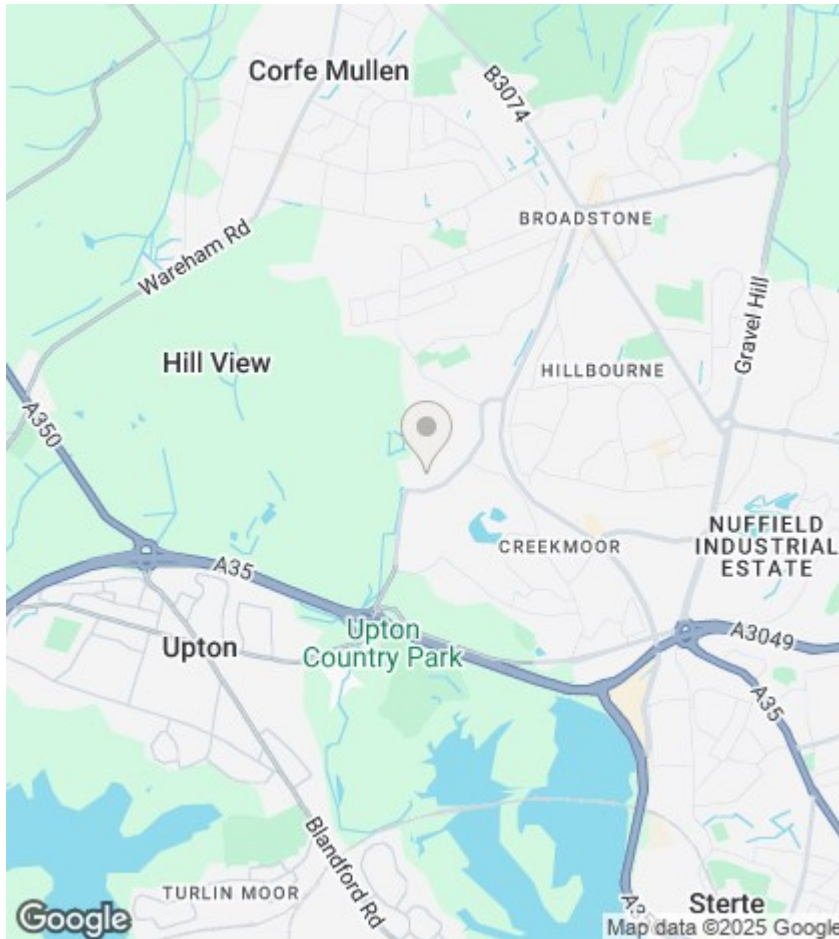 Corfe Mullen
B3074
BROADSTONE
Wareham Rd
Gravel Hill
Hill View
HILLBOURNE
A350
NUFFIELD
INDUSTRIAL
ESTATE
CREEKMOOR
A35
Upton
Upton
Country Park
A3049
A35
Blandford Rd
TURLIN MOOR
Sterte
Google
Map data ©2025 Google